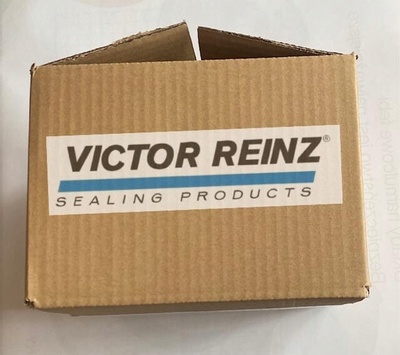 VICTOR REINZ®
SEALING PRODUCTS